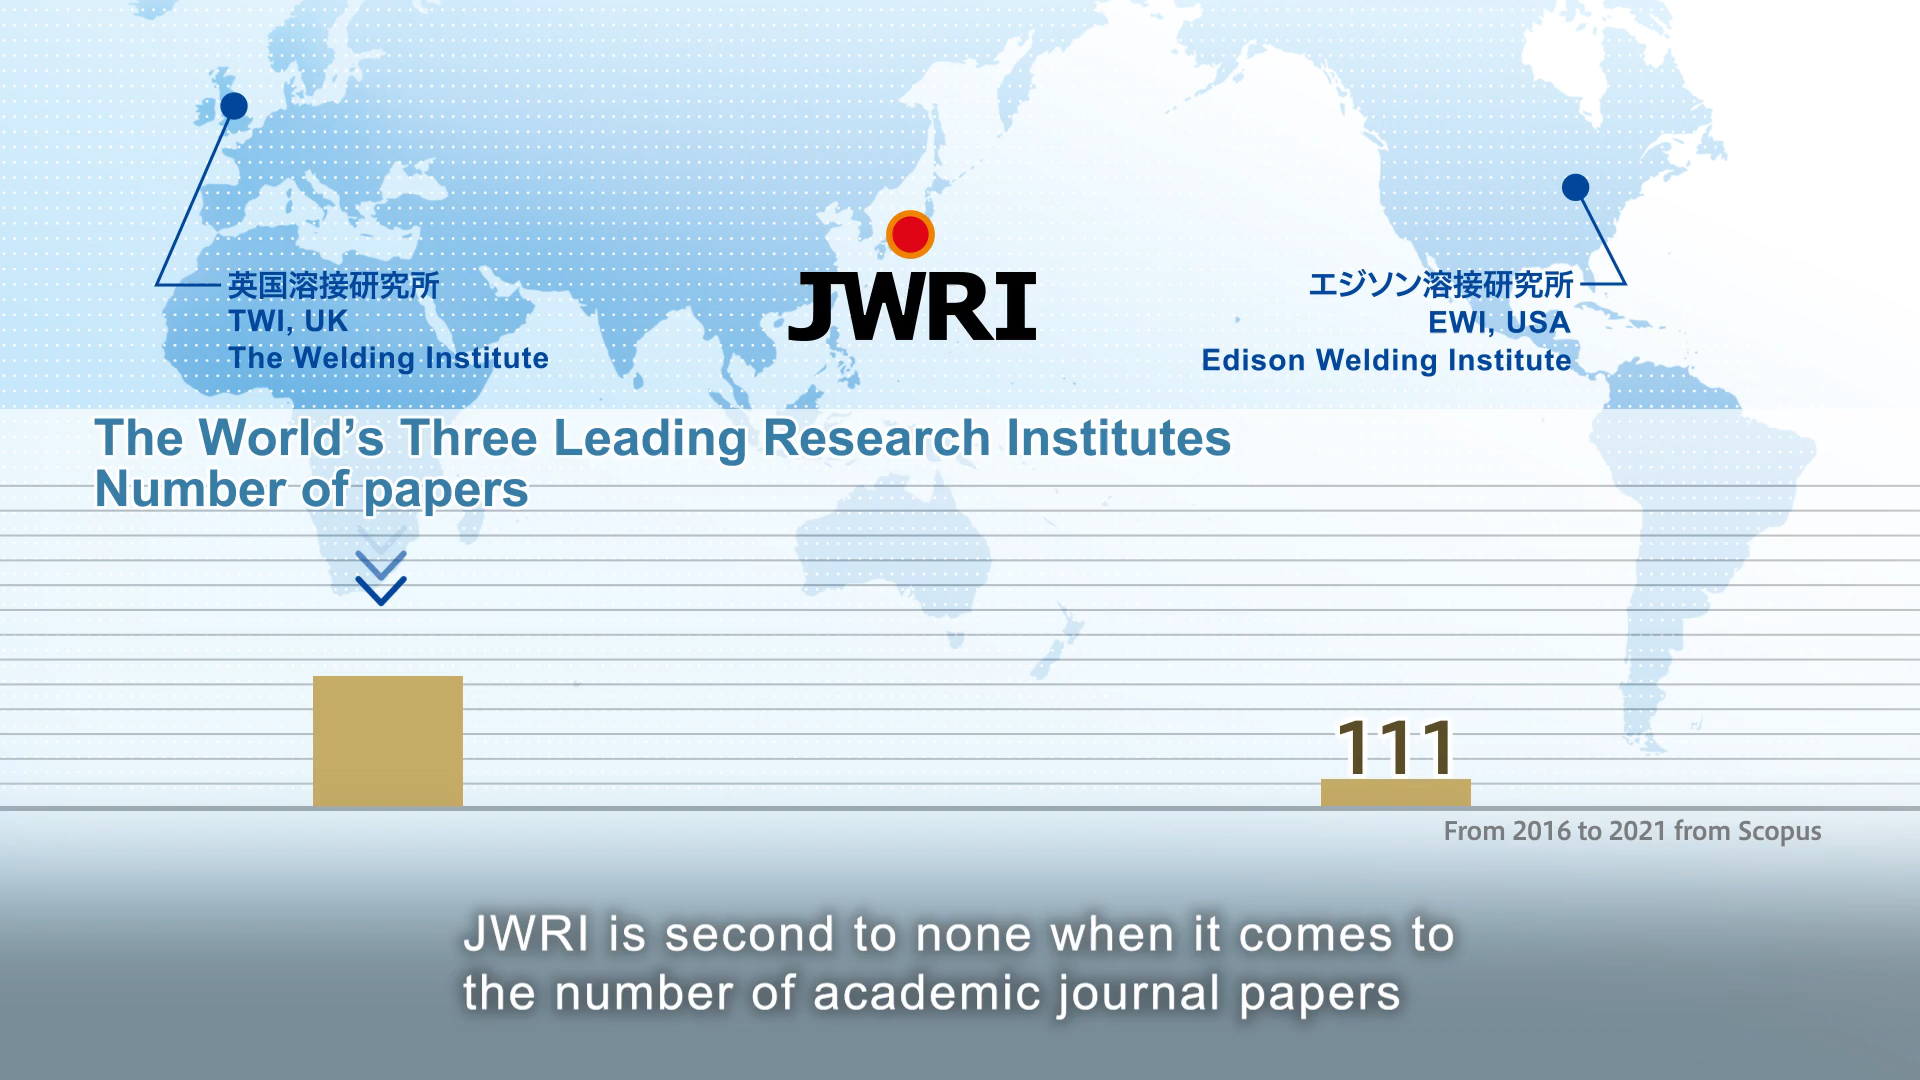 英国溶接研究所
TWI, UK
The Welding Institute
JWRI
エジソン溶接研究所
EWI, USA
Edison Welding Institute
The World’s Three Leading Research Institutes
Number of papers
111
From 2016 to 2021 from Scopus
JWRI is second to none when it comes to
the number of academic journal papers